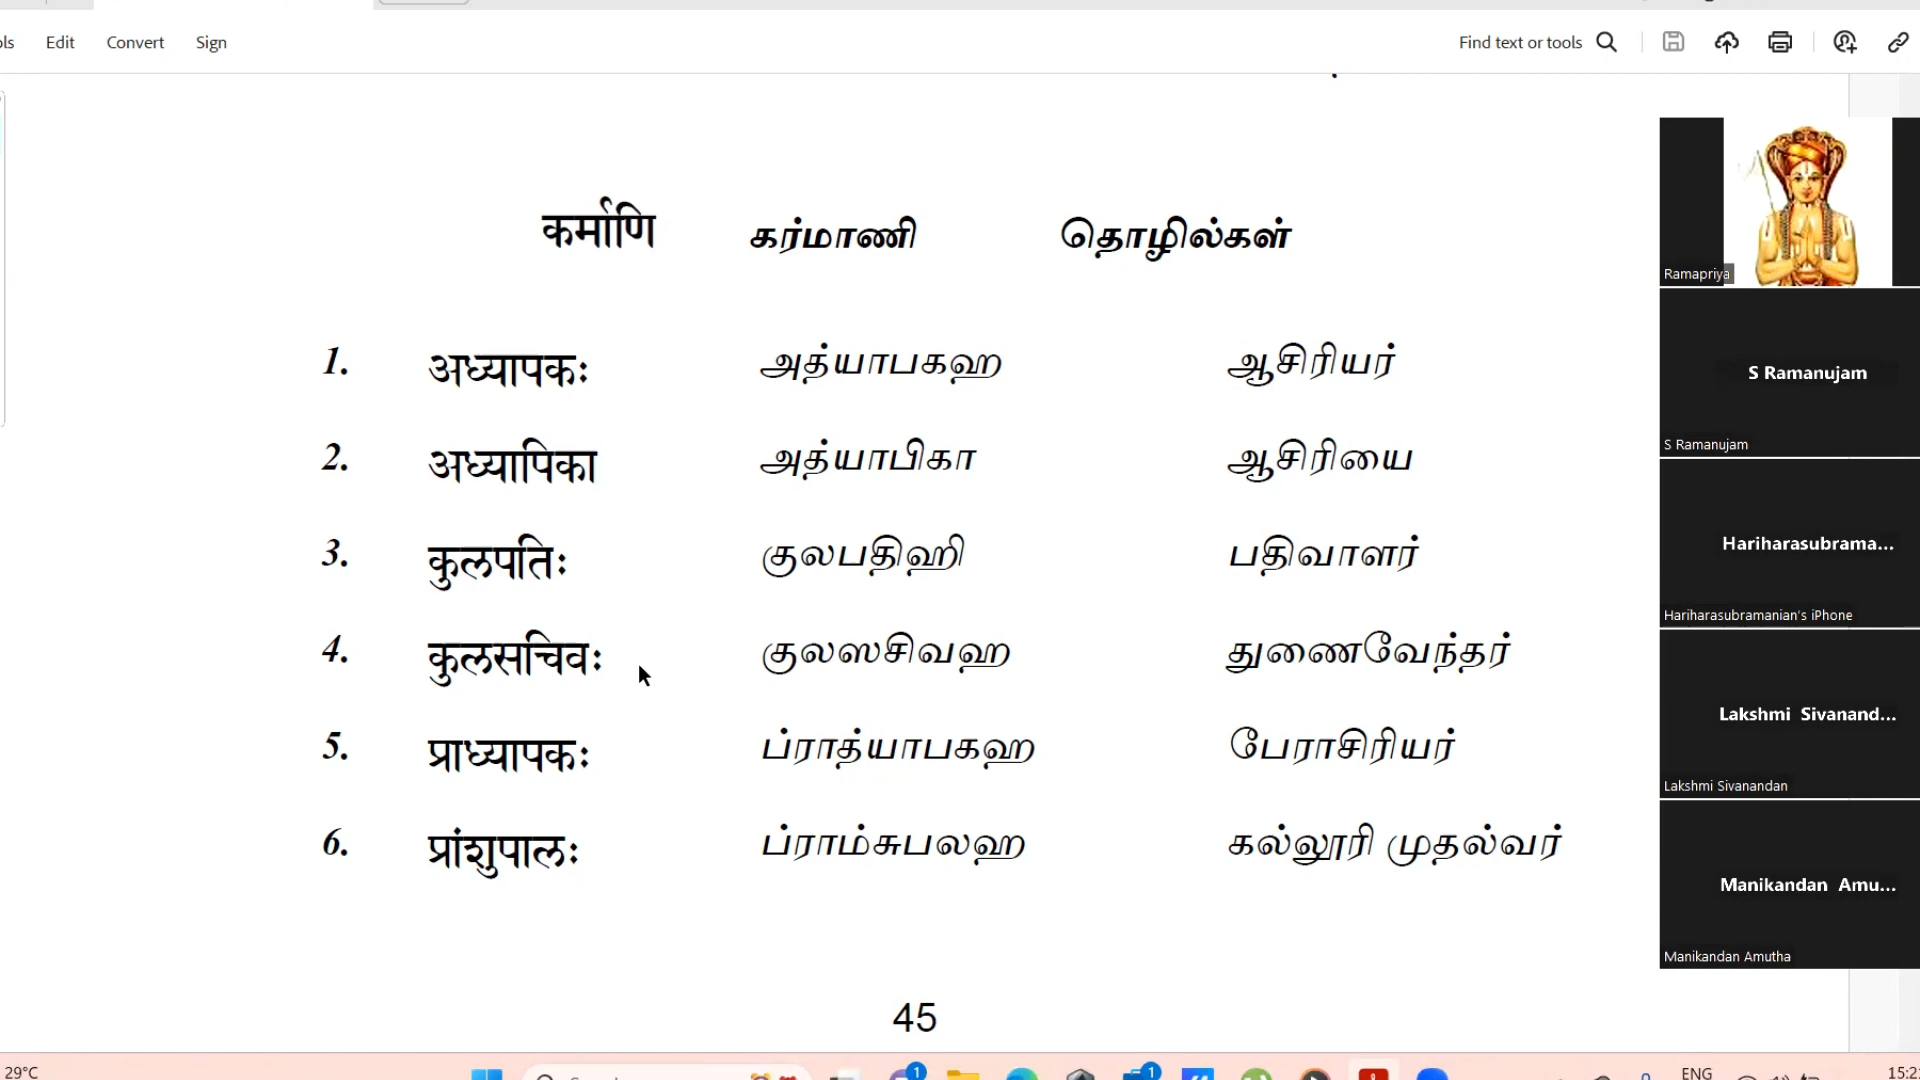 Edit Convert Sign Find text or tools
कर्माणि கர்மாணி தொழில்கள்
1. अध्यापकः அத்யாபகஹ ஆசிரியர்
2. अध्यापिका அத்யாபிகா ஆசிரியை
3. कुलपतिः குலபதிஹி பதிவாளர்
4. कुलसचिवः குலஸசிவஹ துணைவேந்தர்
5. प्राध्यापकः ப்ராத்யாபகஹ பேராசிரியர்
6. प्रांशुपालः ப்ராம்சுபலஹ கல்லூரி முதல்வர்
45
Ramapriya
S Ramanujam
S Ramanujam
Hariharasubrama...
Hariharasubramanian's iPhone
Lakshmi Sivanand...
Lakshmi Sivanandan
Manikandan Amu...
Manikandan Amutha
29°C 1 1 ENG